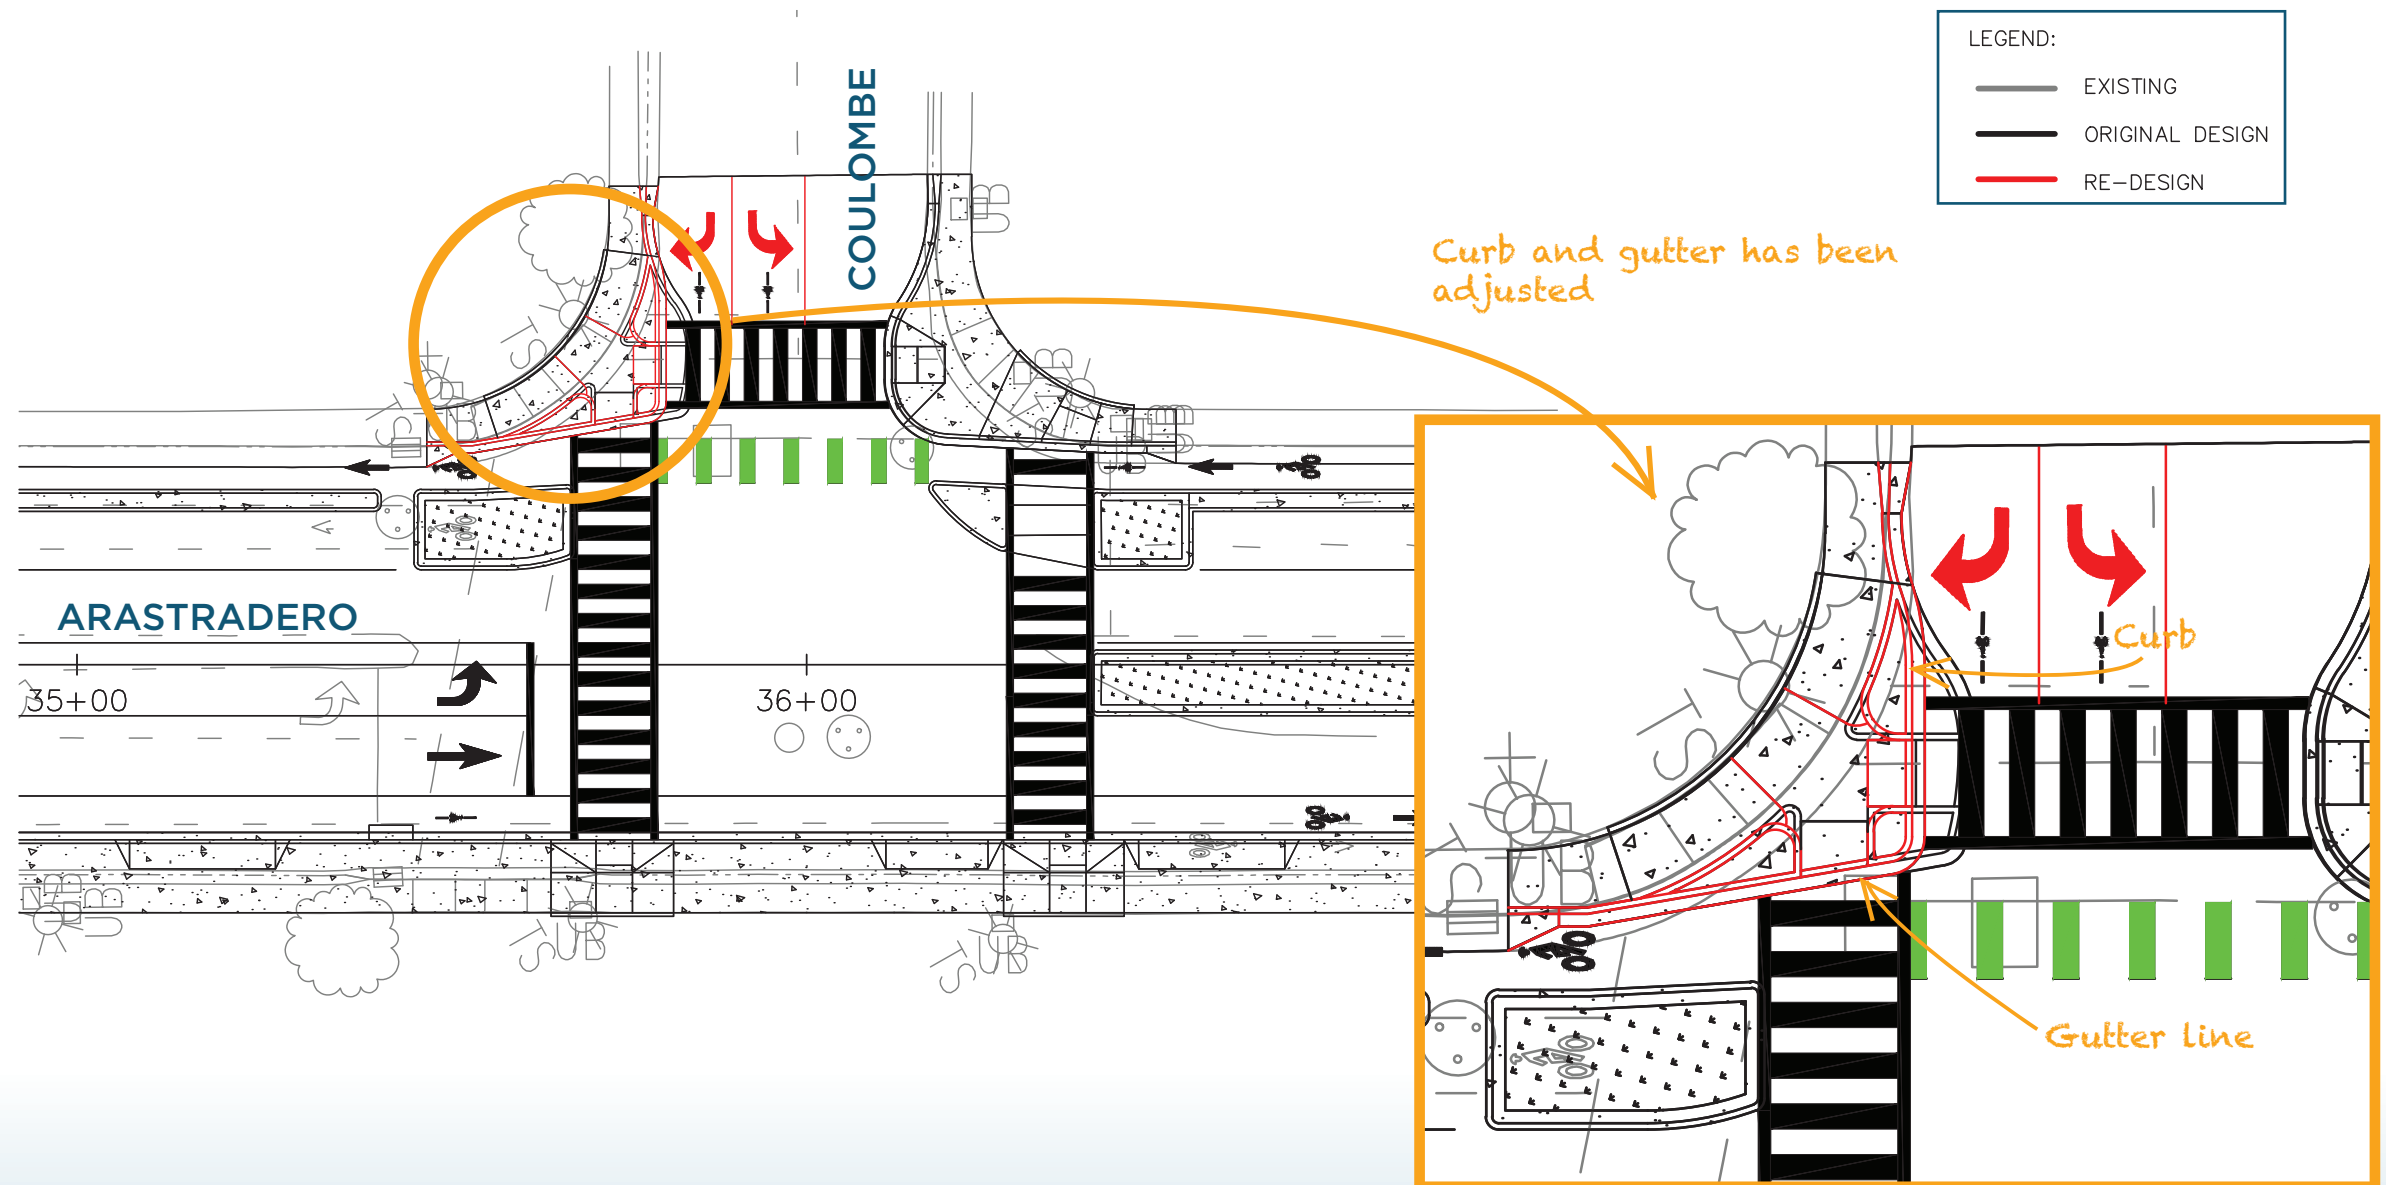 LEGEND:
EXISTING
ORIGINAL DESIGN
RE-DESIGN
COULOMBE
Curb and gutter has been
adjusted
ARASTRADERO
35+00
36+00
Curb
Gutter line